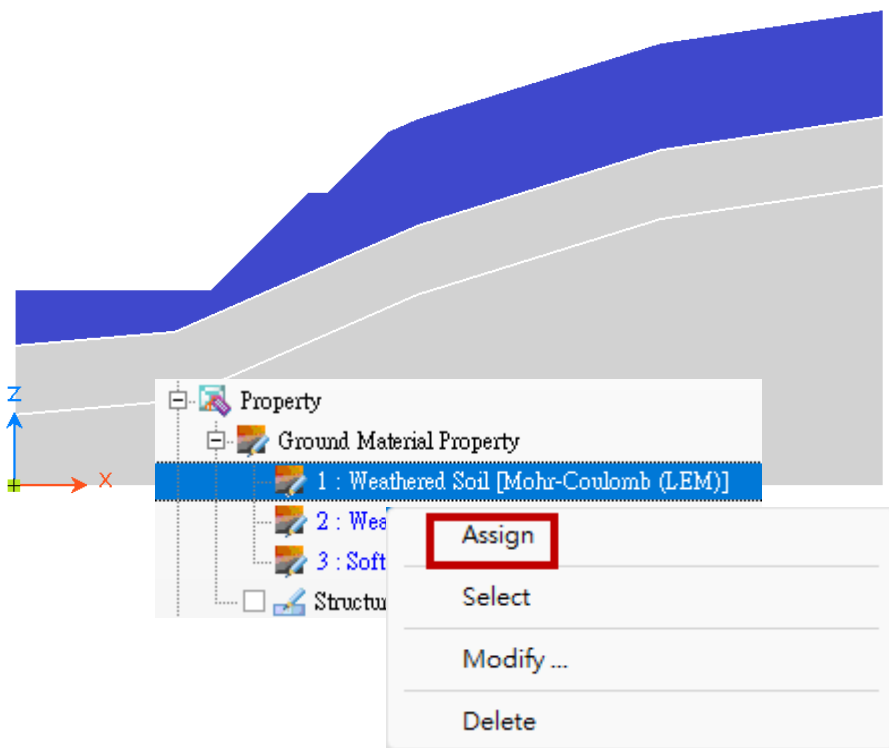 Z
X
Property
Ground Material Property
1 : Weathered Soil [Mohr-Coulomb (LEM)]
2 : Wea
3 : Soft
Structu
Assign
Select
Modify ...
Delete